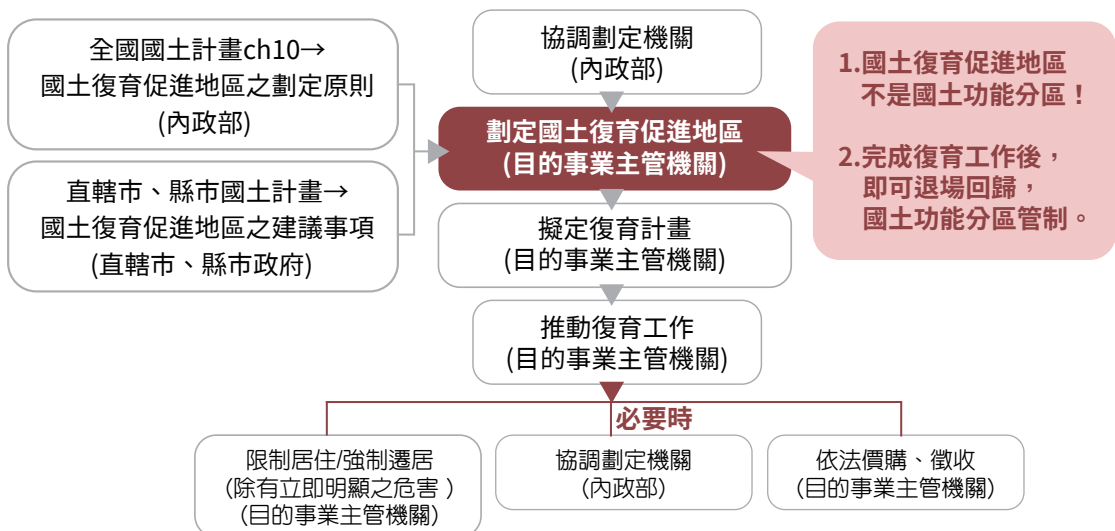 全國國土計畫ch10→
國土復育促進地區之劃定原則
(內政部)
直轄市、縣市國土計畫→
國土復育促進地區之建議事項
(直轄市、縣市政府)
協調劃定機關
(內政部)
劃定國土復育促進地區
(目的事業主管機關)
1.國土復育促進地區
不是國土功能分區！
2.完成復育工作後，
即可退場回歸，
國土功能分區管制。
擬定復育計畫
(目的事業主管機關)
推動復育工作
(目的事業主管機關)
必要時
限制居住/強制遷居
(除有立即明顯之危害)
(目的事業主管機關)
協調劃定機關
(內政部)
依法價購、徵收
(目的事業主管機關)